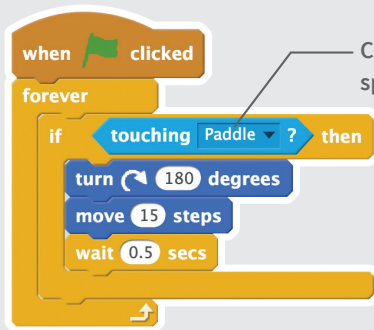 when clicked
forever
if touching Paddle ? then
turn 180 degrees
move 15 steps
wait 0.5 secs